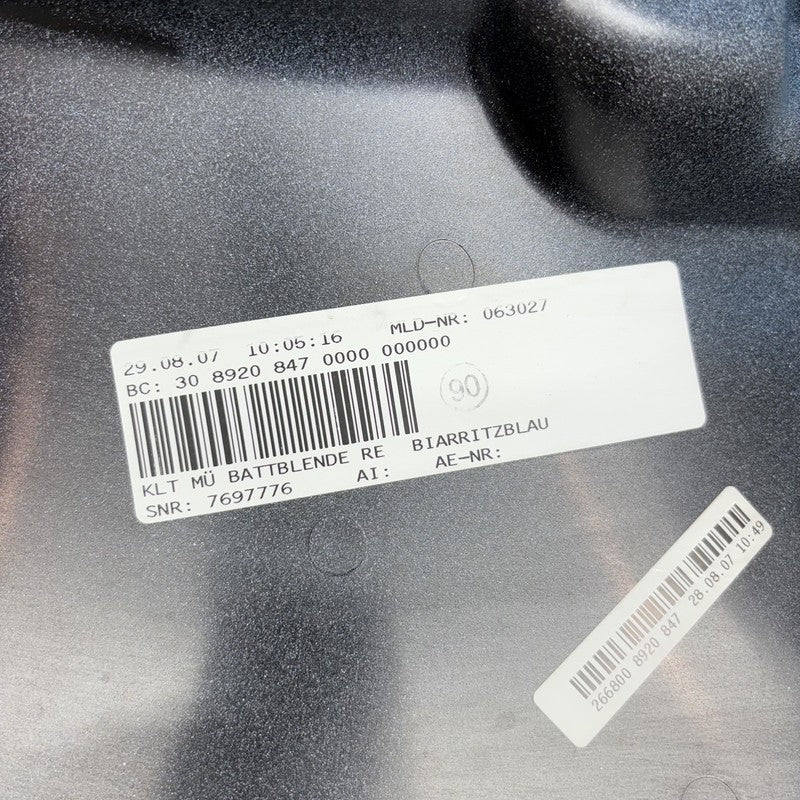 29.08.07 10:05:16 MLD-NR: 063027
BC: 30 8920 847 0000 000000
90
KLT MÜ BATTBLENDE RE BIARRITZBLAU
SNR: 7697776 AI: AE-NR:
266800 8920 847 28.08.07 10:49